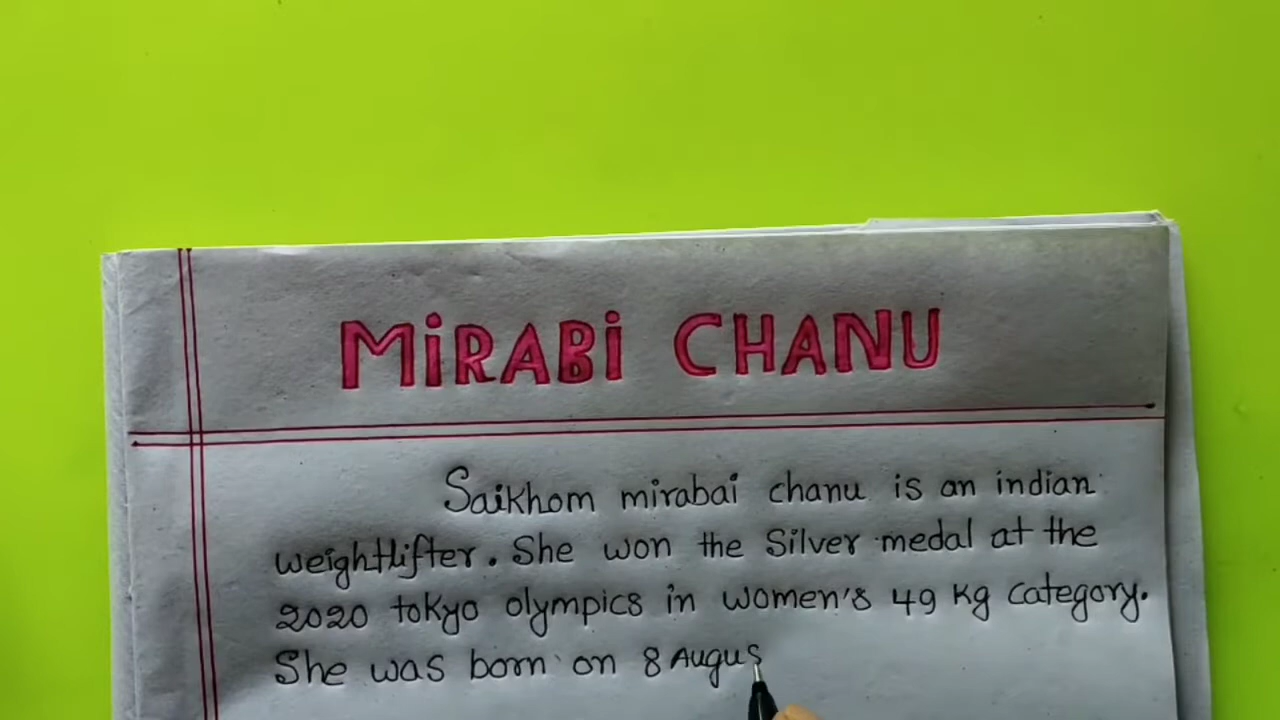 MiRABi CHANU
Saikhom mirabai chanu is an indian
weightlifter. She won the Silver medal at the
2020 tokyo olympics in women's 49 Kg category.
She was born on 8 Augus